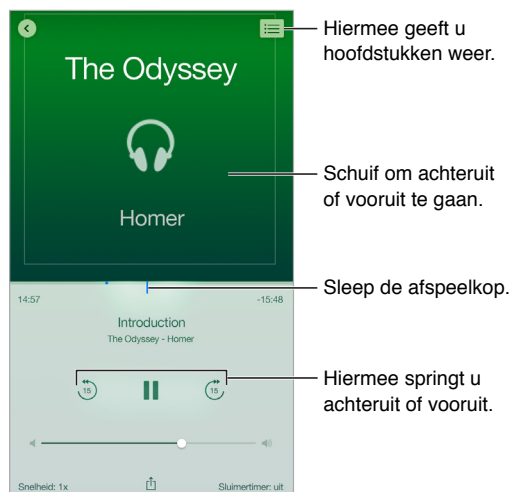 The Odyssey
Homer
14:57
-15:48
Introduction
The Odyssey - Homer
15
15
Snelheid: 1x
Sluimertimer: uit
Hiermee geeft u
hoofdstukken weer.
Schuif om achteruit
of vooruit te gaan.
Sleep de afspeelkop.
Hiermee springt u
achteruit of vooruit.